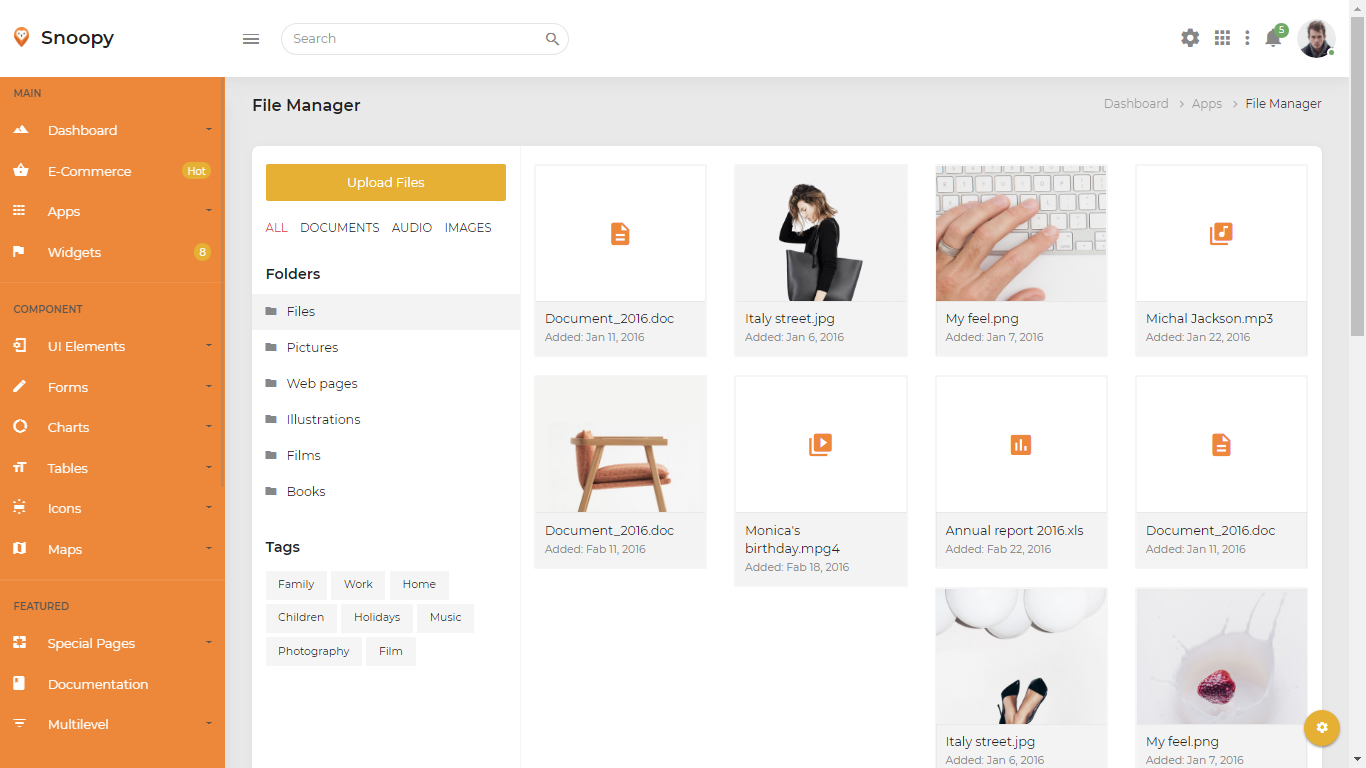 Snoopy
Search
5
MAIN
Dashboard
E-Commerce Hot
Apps
Widgets 8
COMPONENT
UI Elements
Forms
Charts
Tables
Icons
Maps
FEATURED
Special Pages
Documentation
Multilevel
File Manager
Dashboard > Apps > File Manager
Upload Files
ALL DOCUMENTS AUDIO IMAGES
Folders
Files
Pictures
Web pages
Illustrations
Films
Books
Tags
Family Work Home
Children Holidays Music
Photography Film
Document_2016.doc
Added: Jan 11, 2016
Italy street.jpg
Added: Jan 6, 2016
My feel.png
Added: Jan 7, 2016
Michal Jackson.mp3
Added: Jan 22, 2016
Document_2016.doc
Added: Fab 11, 2016
Monica's
birthday.mpg4
Added: Fab 18, 2016
Annual report 2016.xls
Added: Fab 22, 2016
Document_2016.doc
Added: Jan 11, 2016
Italy street.jpg
Added: Jan 6, 2016
My feel.png
Added: Jan 7, 2016